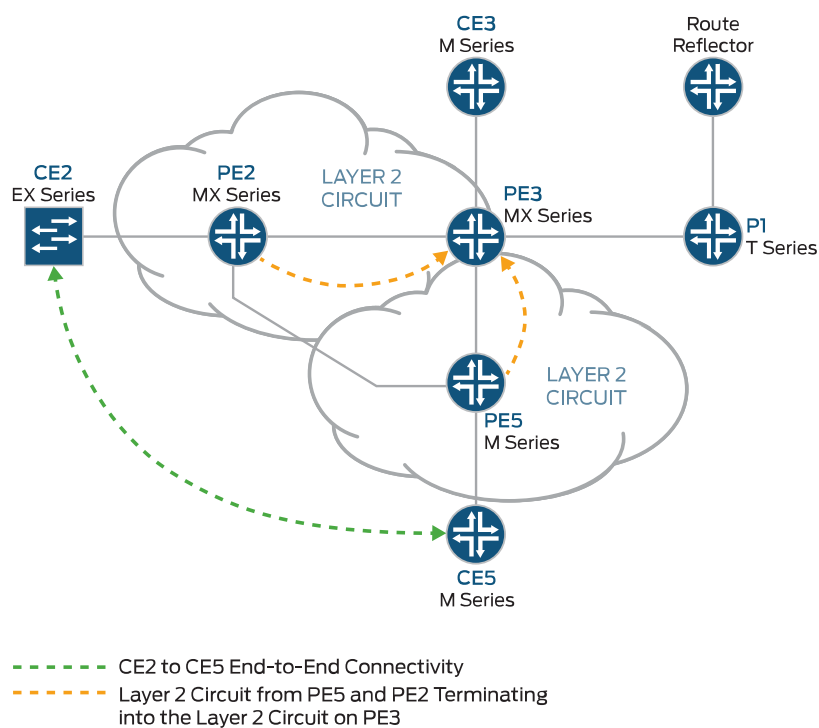 CE3
M Series
Route
Reflector
CE2
EX Series
PE2
MX Series
LAYER 2
CIRCUIT
PE3
MX Series
P1
T Series
LAYER 2
CIRCUIT
PE5
M Series
CE5
M Series
CE2 to CE5 End-to-End Connectivity
Layer 2 Circuit from PE5 and PE2 Terminating
into the Layer 2 Circuit on PE3